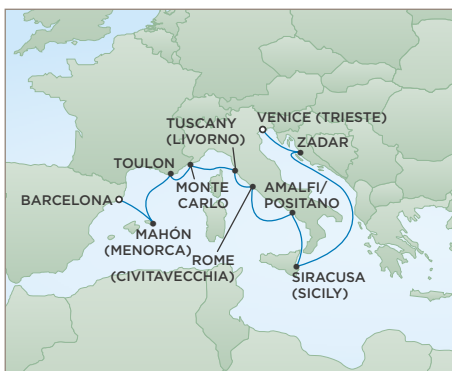 VENICE (TRIESTE)
TUSCANY
(LIVORNO)
ZADAR
TOULON
MONTE
CARLO
AMALFI/
POSITANO
BARCELONA
MAHÓN
(MENORCA)
ROME
(CIVITAVECCHIA)
SIRACUSA
(SICILY)